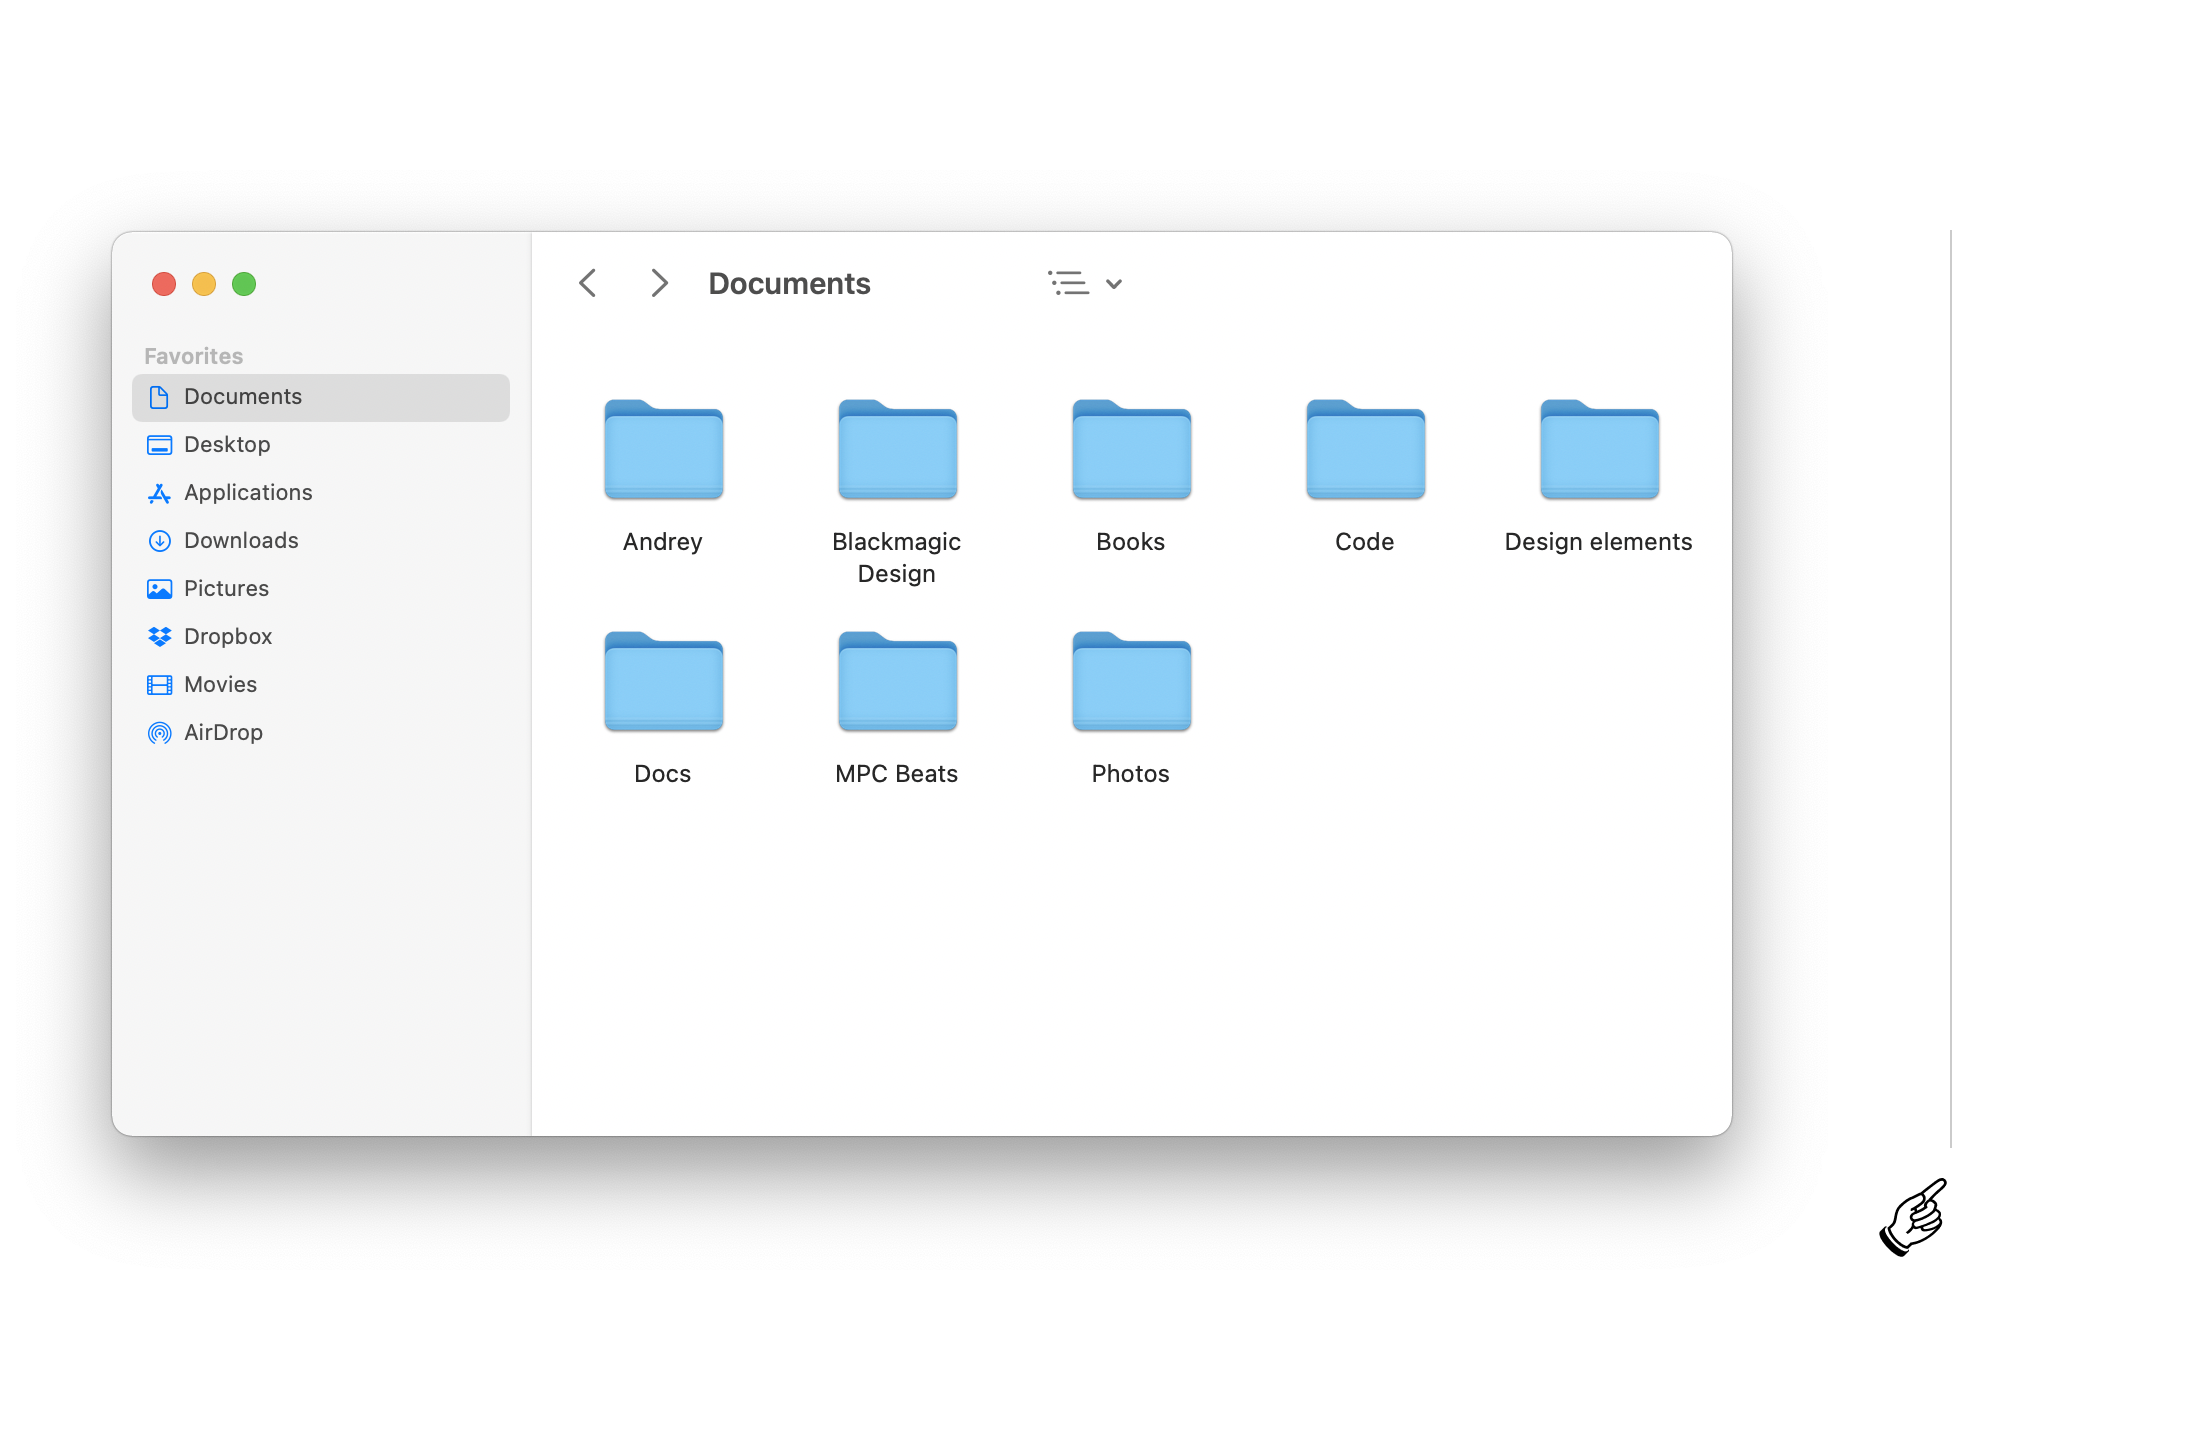 Documents
Favorites
Documents
Desktop
Applications
Downloads
Pictures
Dropbox
Movies
AirDrop
Andrey
Blackmagic
Design
Books
Code
Design elements
Docs
MPC Beats
Photos